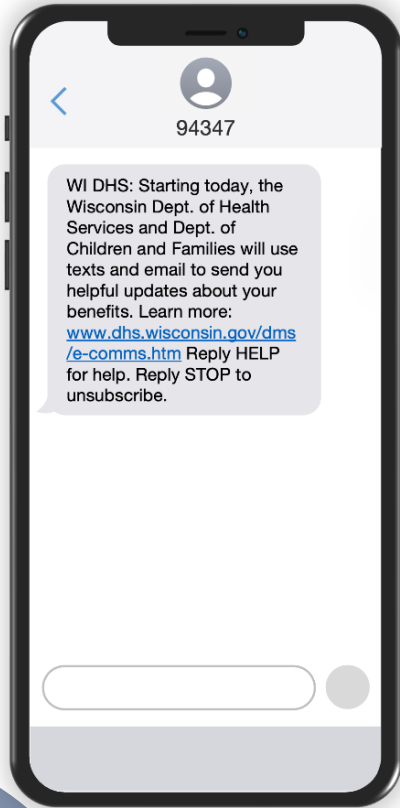 94347
WI DHS: Starting today, the
Wisconsin Dept. of Health
Services and Dept. of
Children and Families will use
texts and email to send you
helpful updates about your
benefits. Learn more:
www.dhs.wisconsin.gov/dms
/e-comms.htm Reply HELP
for help. Reply STOP to
unsubscribe.